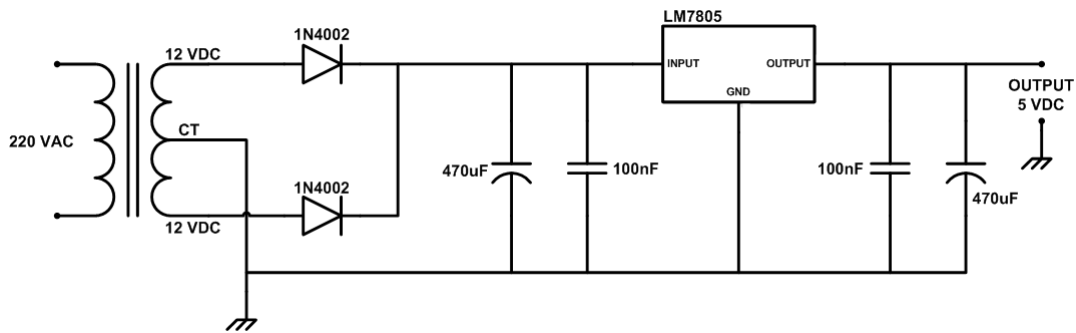 LM7805
1N4002
12 VDC
INPUT
OUTPUT
GND
OUTPUT
5 VDC
CT
220 VAC
470uF
100nF
100nF
470uF
1N4002
12 VDC